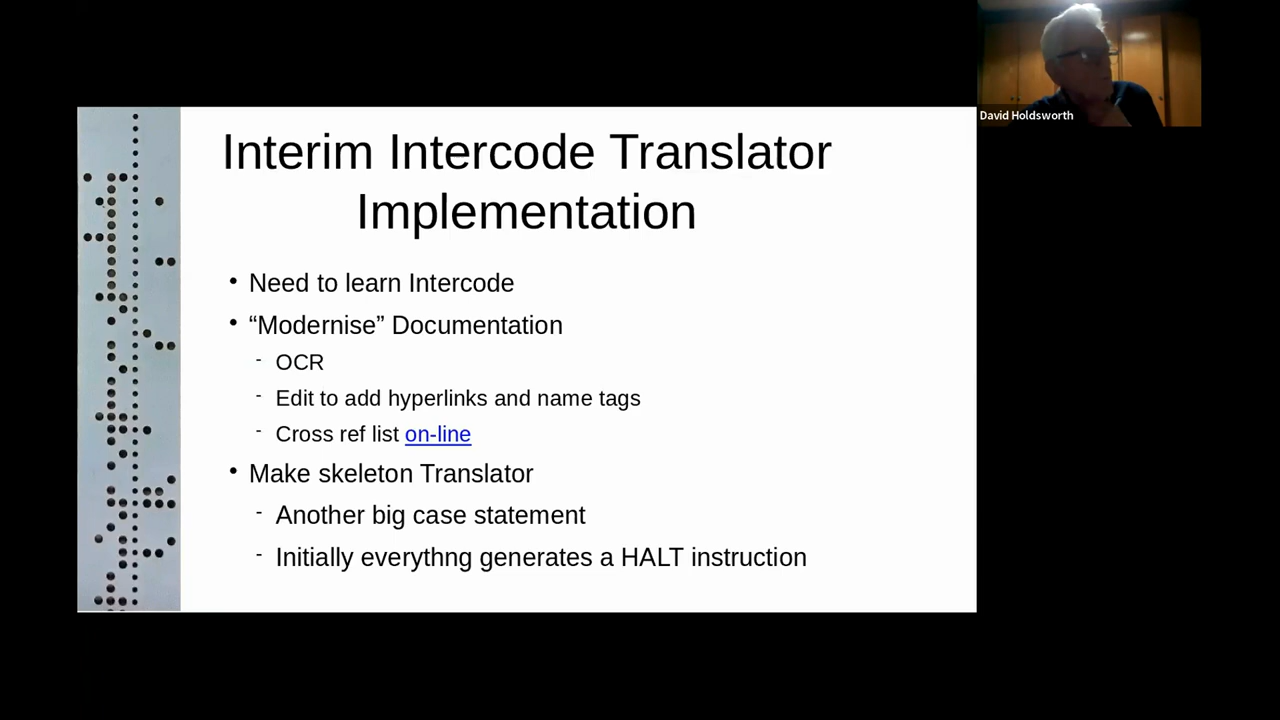 Interim Intercode Translator
Implementation
• Need to learn Intercode
• “Modernise” Documentation
- OCR
- Edit to add hyperlinks and name tags
- Cross ref list on-line
• Make skeleton Translator
- Another big case statement
- Initially everythng generates a HALT instruction
David Holdsworth